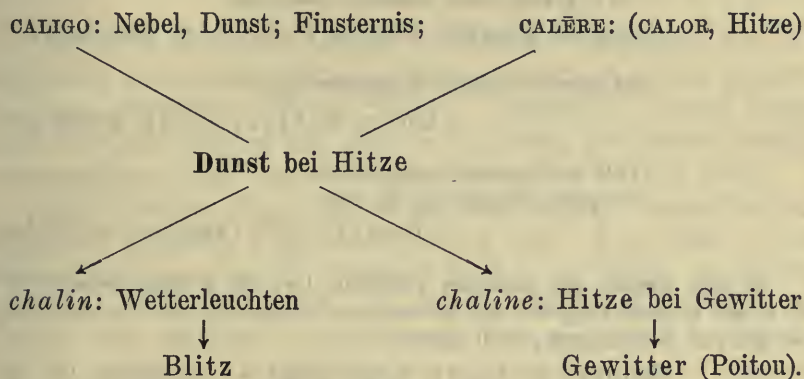 CALIGO: Nebel, Dunst; Finsternis; CALĒRE: (CALOR, Hitze)
Dunst bei Hitze
chalin: Wetterleuchten chaline: Hitze bei Gewitter
Blitz Gewitter (Poitou).